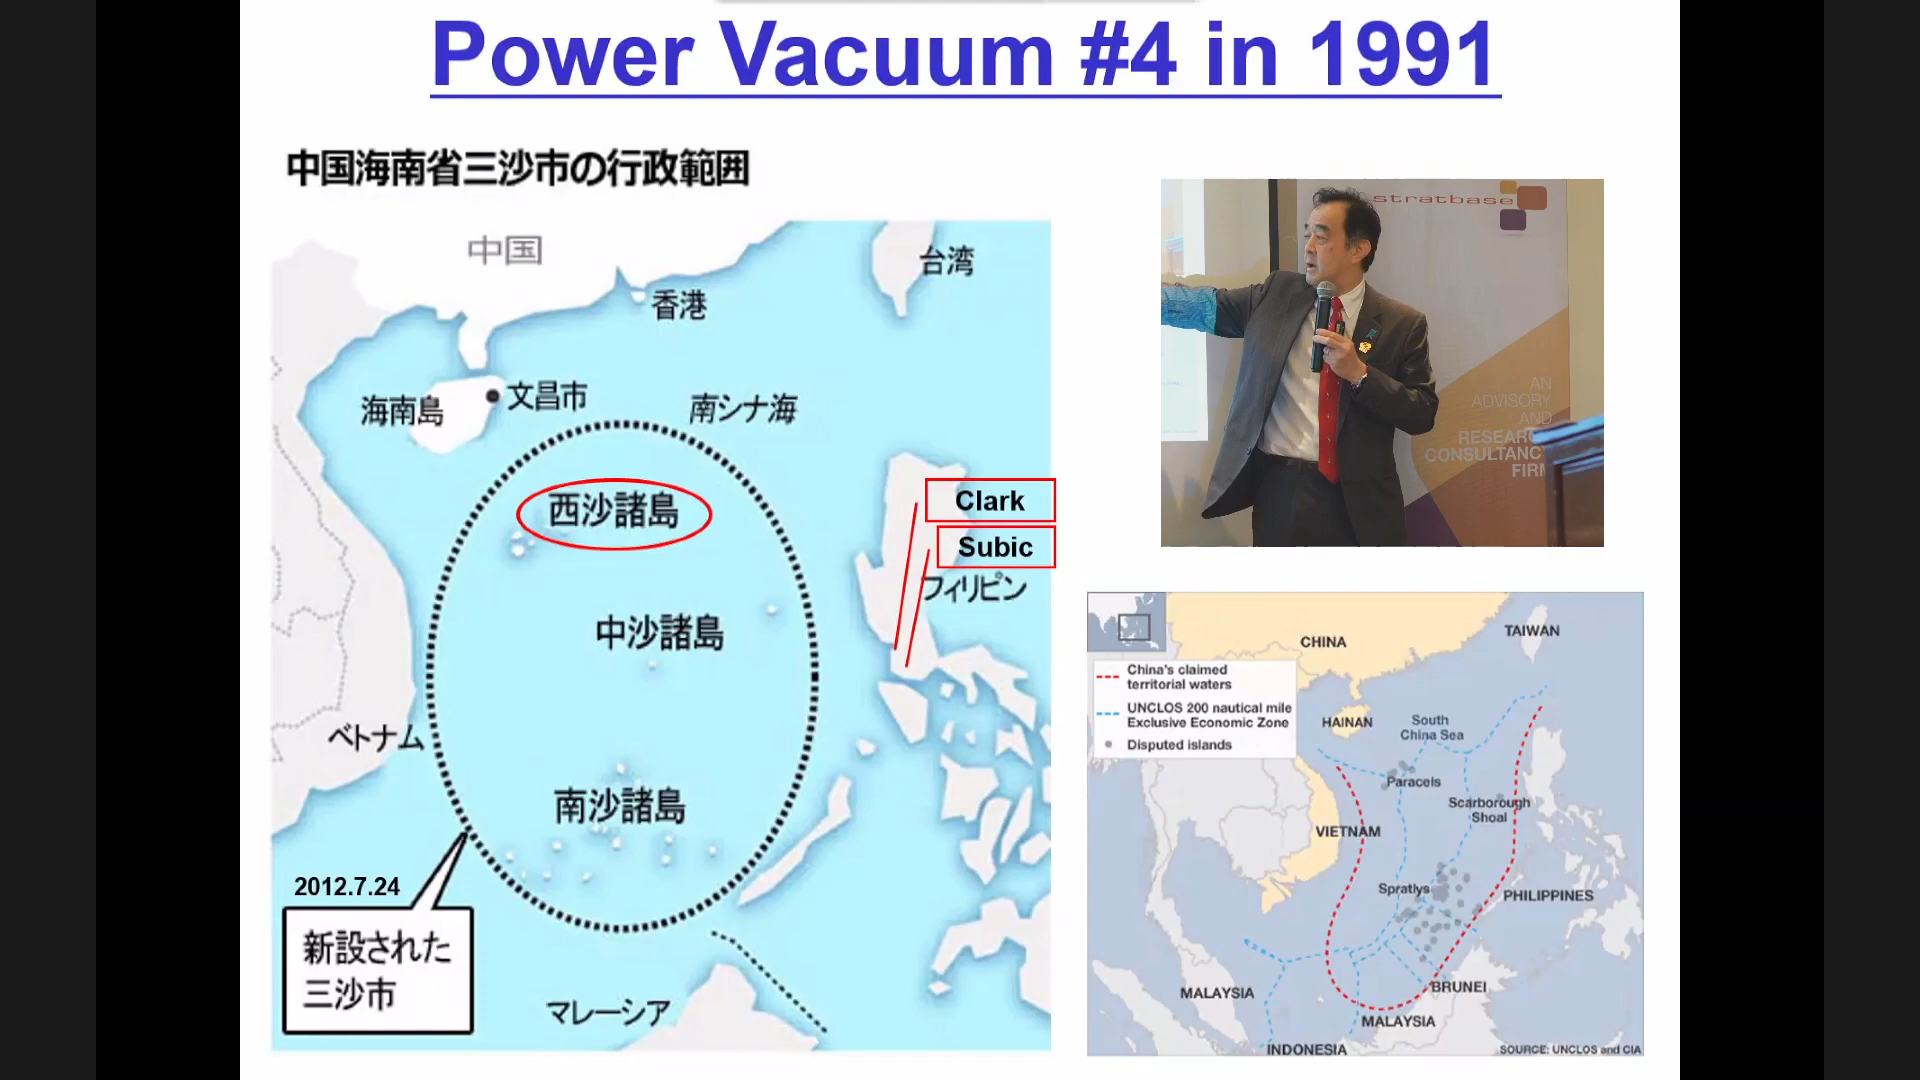 Power Vacuum #4 in 1991
中国海南省三沙市の行政範囲
中国
台湾
香港
海南島
文昌市
南シナ海
西沙諸島
Clark
Subic
フィリピン
中沙諸島
ベトナム
南沙諸島
2012.7.24
新設された
三沙市
マレーシア
stratbase
AN
ADVISORY
AND
CONSULTANC
FIRM
CHINA
TAIWAN
China's claimed
territorial waters
UNCLOS 200 nautical mile
Exclusive Economic Zone
Disputed islands
HAINAN
South
China Sea
Paracels
Scarborough
Shoal
VIETNAM
Spratlys
PHILIPPINES
BRUNEI
MALAYSIA
MALAYSIA
INDONESIA
SOURCE: UNCLOS and CIA